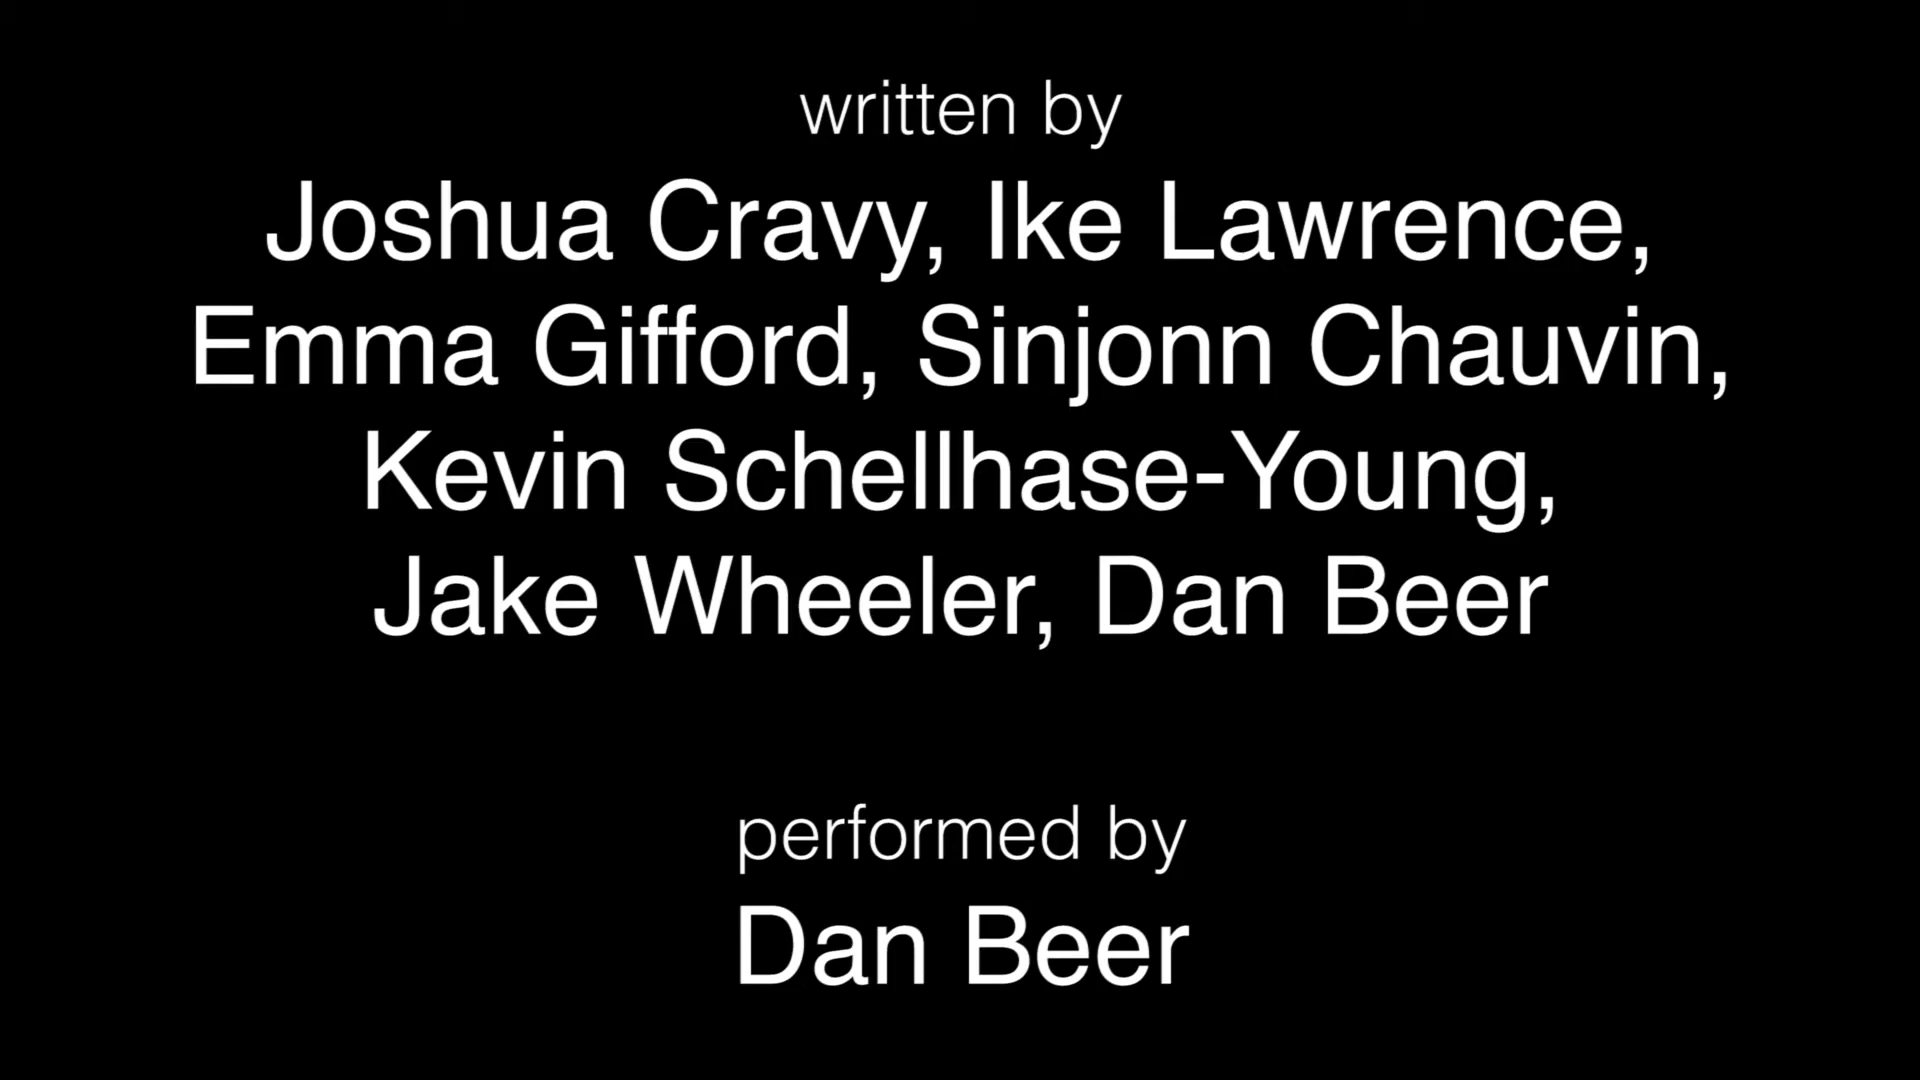 written by
Joshua Cravy, Ike Lawrence,
Emma Gifford, Sinjonn Chauvin,
Kevin Schellhase-Young,
Jake Wheeler, Dan Beer
performed by
Dan Beer